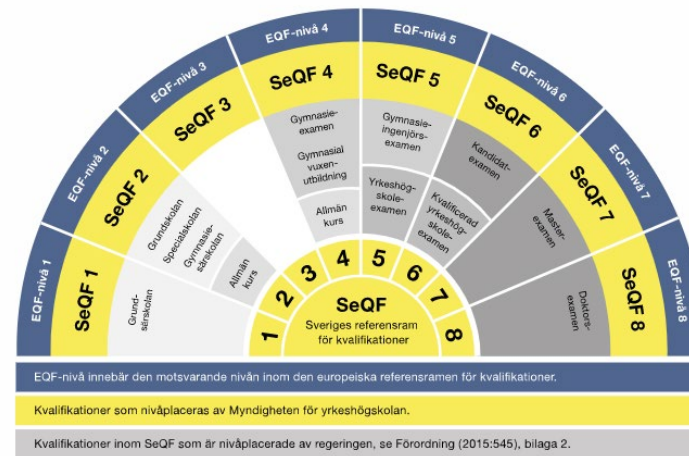 EQF-nivå 1
EQF-nivå 2
EQF-nivå 3
EQF-nivå 4
EQF-nivå 5
EQF-nivå 6
EQF-nivå 7
EQF-nivå 8
SeQF 1
SeQF 2
SeQF 3
SeQF 4
SeQF 5
SeQF 6
SeQF 7
SeQF 8
Grund-
särskolan
Grundskolan
Specialskolan
Gymnasie-
särskolan
Allmän
kurs
Gymnasie-
examen
Gymnasial
vuxen-
utbildning
Allmän
kurs
Gymnasie-
ingenjörs-
examen
Yrkeshög-
skole-
examen
Kandidat-
examen
Kvalificerad
yrkeshög-
skole-
examen
Master-
examen
Doktors-
examen
1
2
3
4
5
6
7
8
SeQF
Sveriges referensram
för kvalifikationer
EQF-nivå innebär den motsvarande nivån inom den europeiska referensramen för kvalifikationer.
Kvalifikationer som nivåplaceras av Myndigheten för yrkeshögskolan.
Kvalifikationer inom SeQF som är nivåplacerade av regeringen, se Förordning (2015:545), bilaga 2.